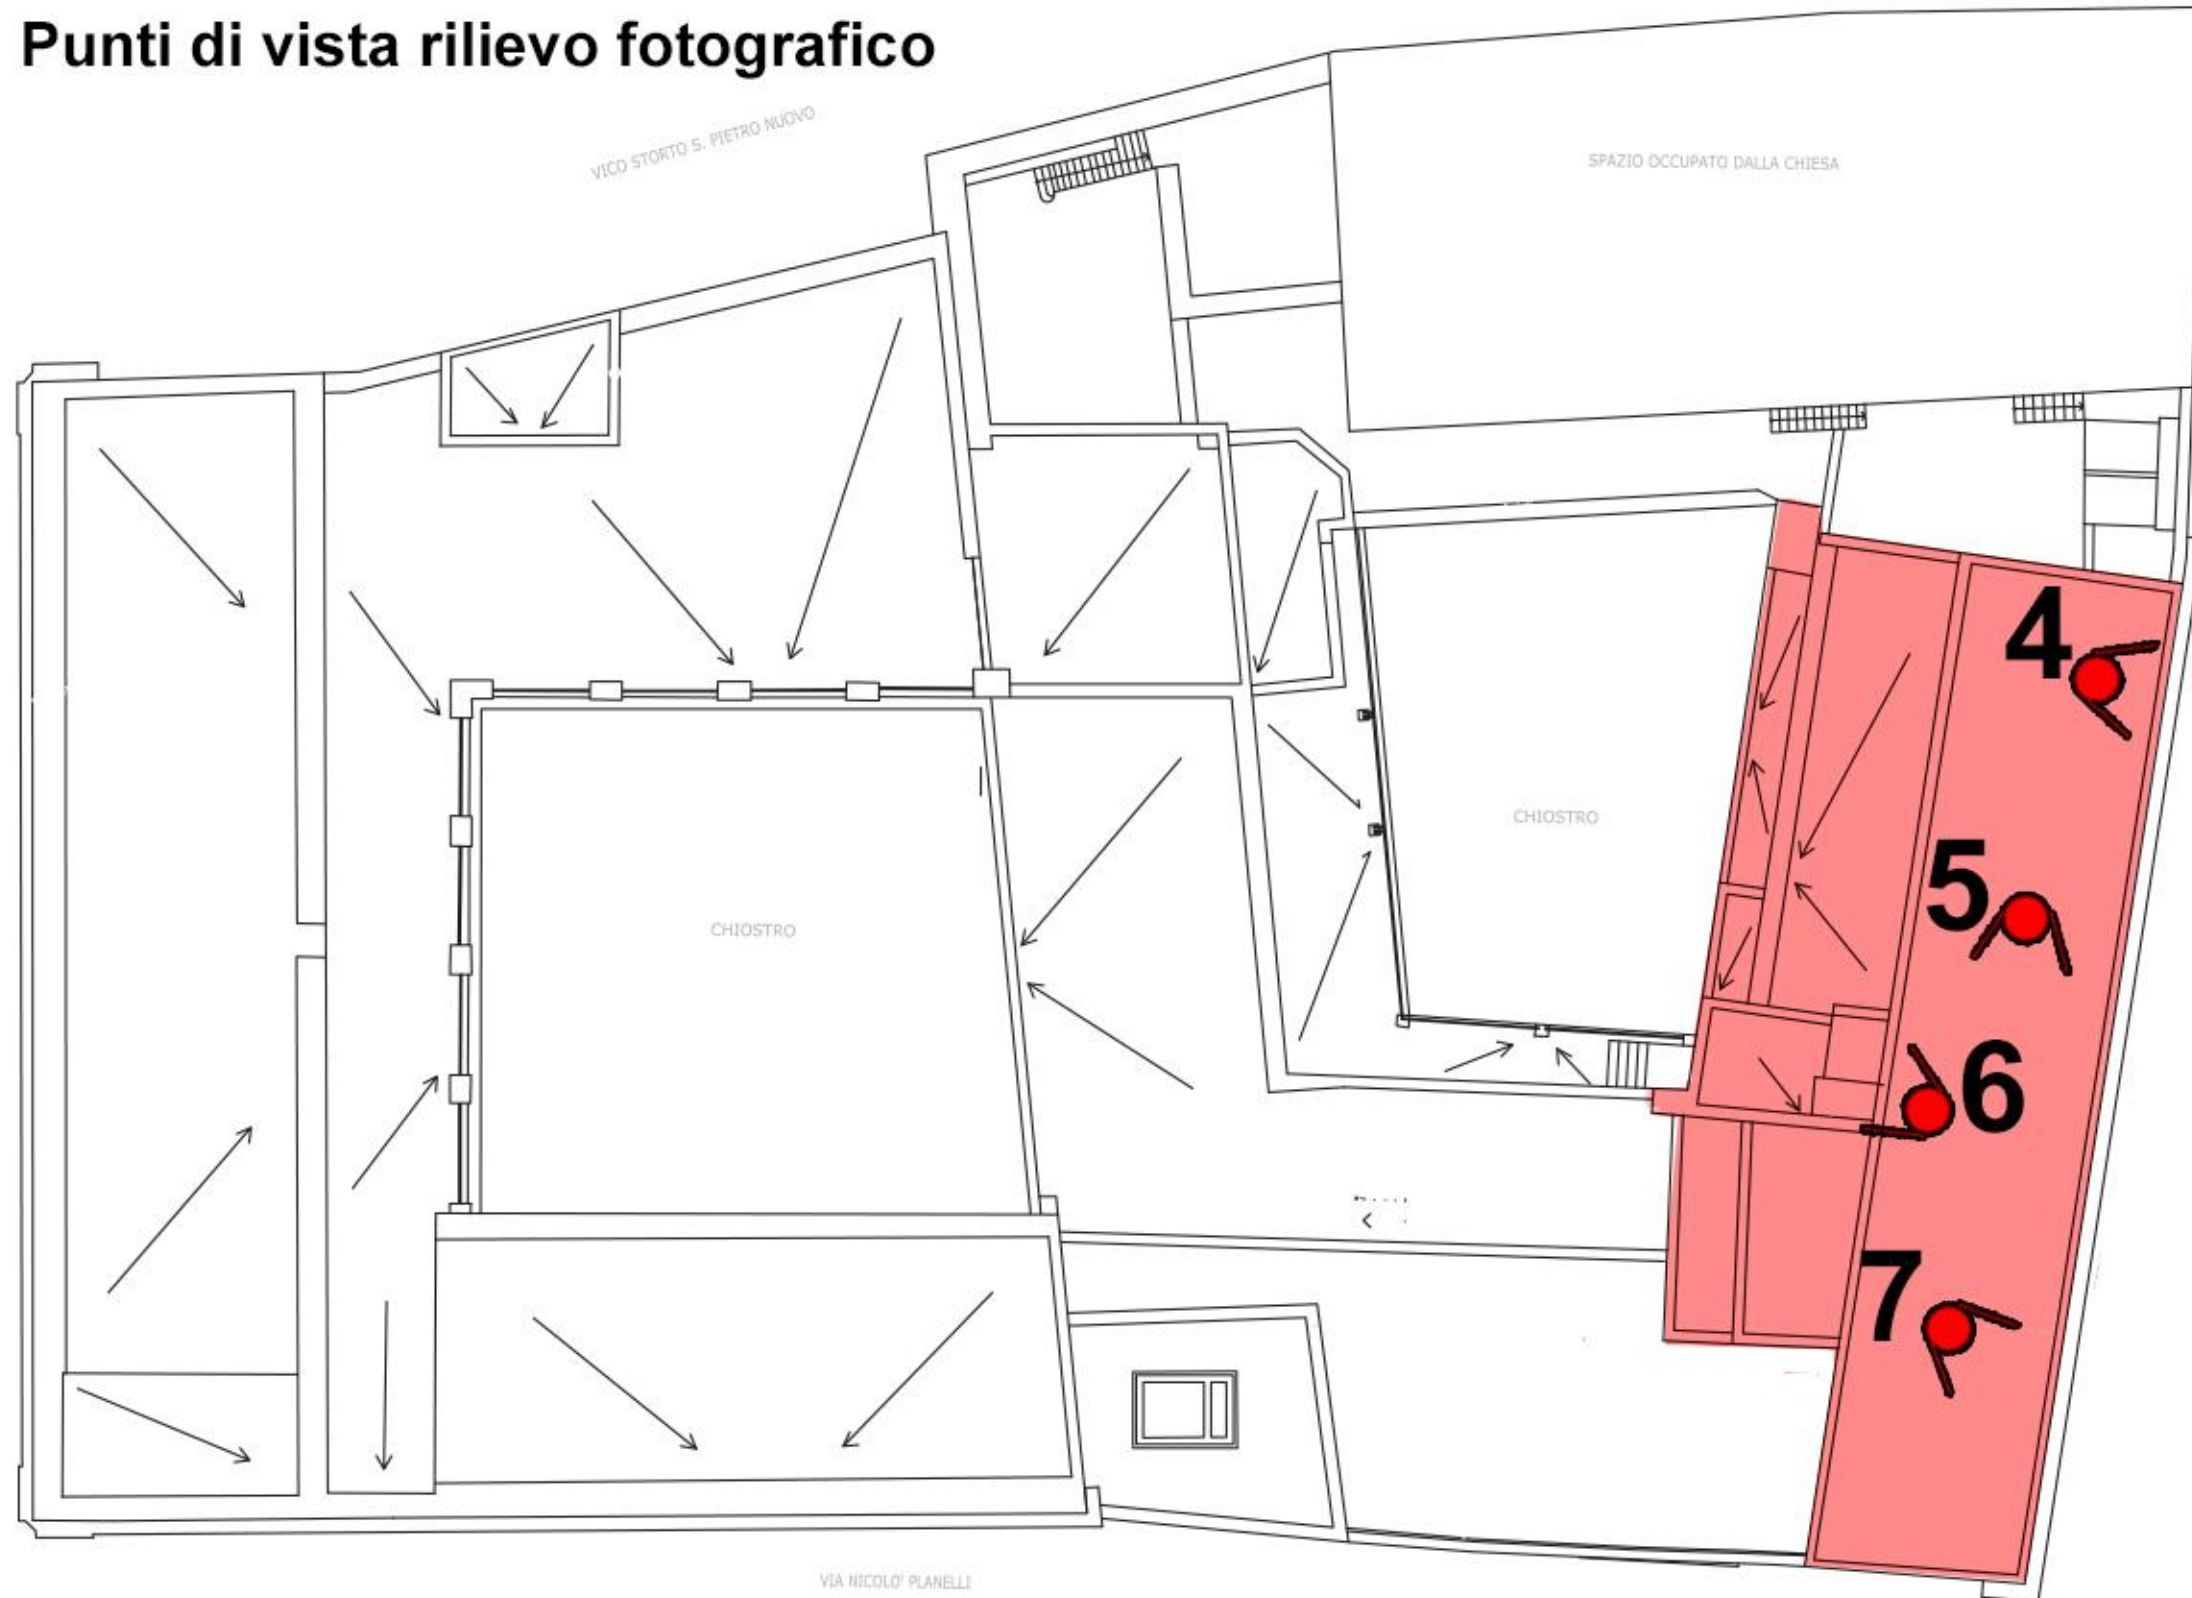 Punti di vista rilievo fotografico
VICO STORTO S. PIETRO NUOVO
SPAZIO OCCUPATO DALLA CHIESA
4
CHIOSTRO
5
CHIOSTRO
6
7
VIA NICOLO' PLANELLI